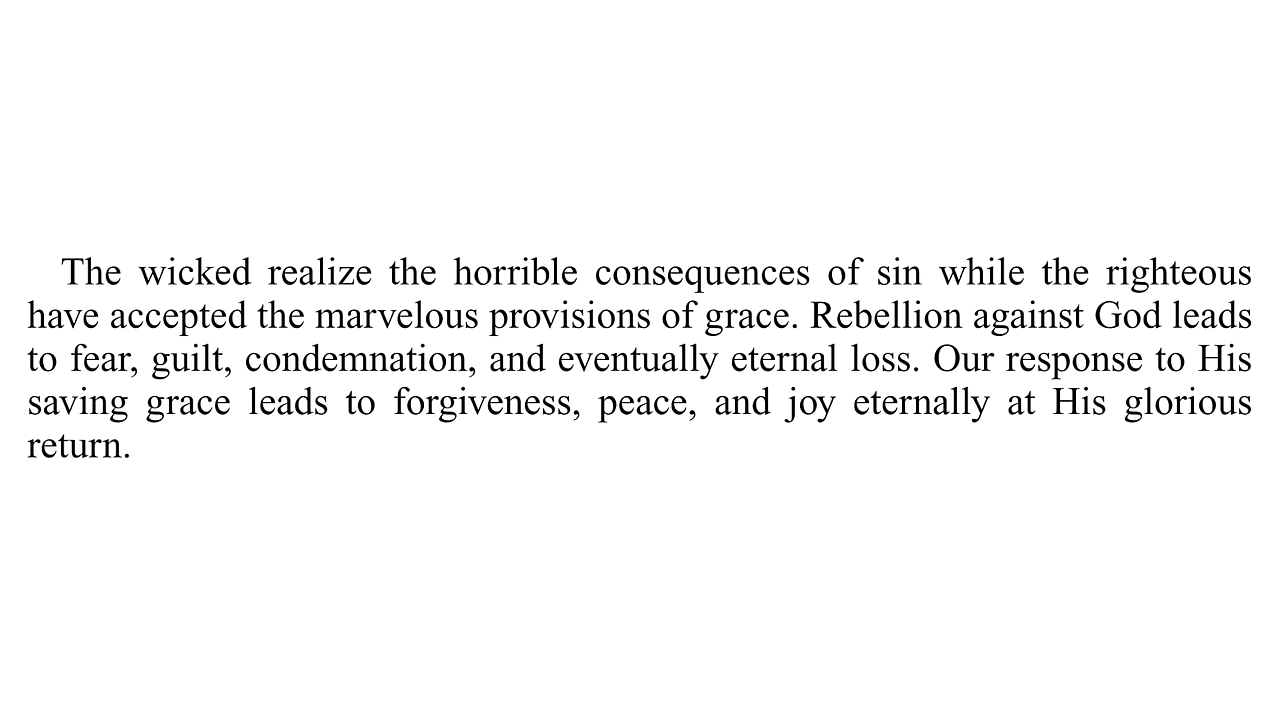 The wicked realize the horrible consequences of sin while the righteous
have accepted the marvelous provisions of grace. Rebellion against God leads
to fear, guilt, condemnation, and eventually eternal loss. Our response to His
saving grace leads to forgiveness, peace, and joy eternally at His glorious
return.